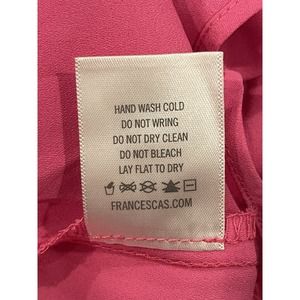 HAND WASH COLD
DO NOT WRING
DO NOT DRY CLEAN
DO NOT BLEACH
LAY FLAT TO DRY
FRANCESCAS.COM